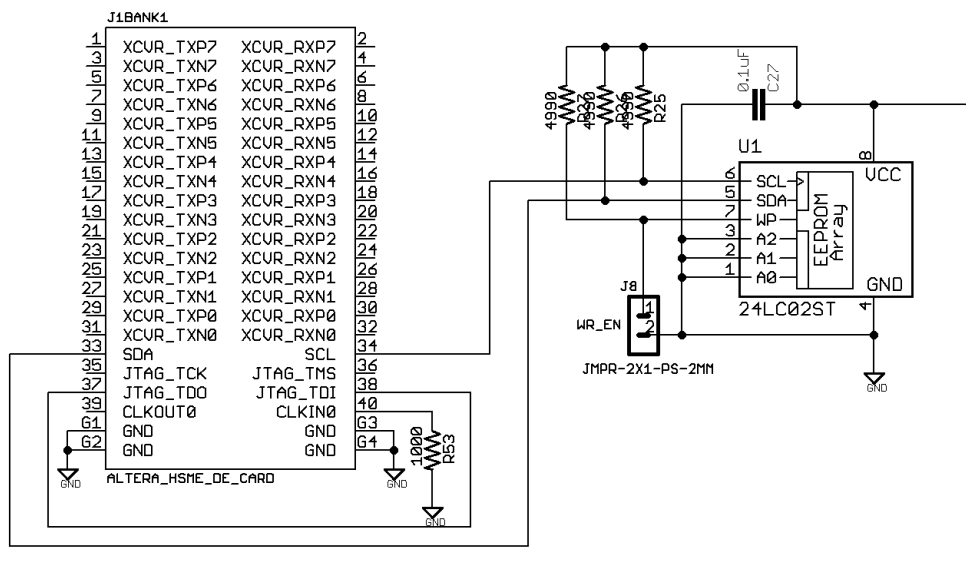 J1BANK1
1 XCVR_TXP7 XCVR_RXP7 2
3 XCVR_TXN7 XCVR_RXN7 4
5 XCVR_TXP6 XCVR_RXP6 6
7 XCVR_TXN6 XCVR_RXN6 8
9 XCVR_TXP5 XCVR_RXP5 10
11 XCVR_TXN5 XCVR_RXN5 12
13 XCVR_TXP4 XCVR_RXP4 14
15 XCVR_TXN4 XCVR_RXN4 16
17 XCVR_TXP3 XCVR_RXP3 18
19 XCVR_TXN3 XCVR_RXN3 20
21 XCVR_TXP2 XCVR_RXP2 22
23 XCVR_TXN2 XCVR_RXN2 24
25 XCVR_TXP1 XCVR_RXP1 26
27 XCVR_TXN1 XCVR_RXN1 28
29 XCVR_TXP0 XCVR_RXP0 30
31 XCVR_TXN0 XCVR_RXN0 32
33 SDA SCL 34
35 JTAG_TCK JTAG_TMS 36
37 JTAG_TDO JTAG_TDI 38
39 CLKOUT0 CLKIN0 40
G1 GND GND G3
G2 GND GND G4
ALTERA_HSME_DE_CARD
GND
GND
1000
R53
GND
4990
R27
4990
R26
4990
R25
0.1uF
C27
U1
8
VCC
6 SCL
5 SDA
7 WP
3 A2
2 A1
1 A0
EEPROM
Array
GND
4
24LC02ST
J8
1
2
WR_EN
JMPR-2X1-PS-2MM
GND